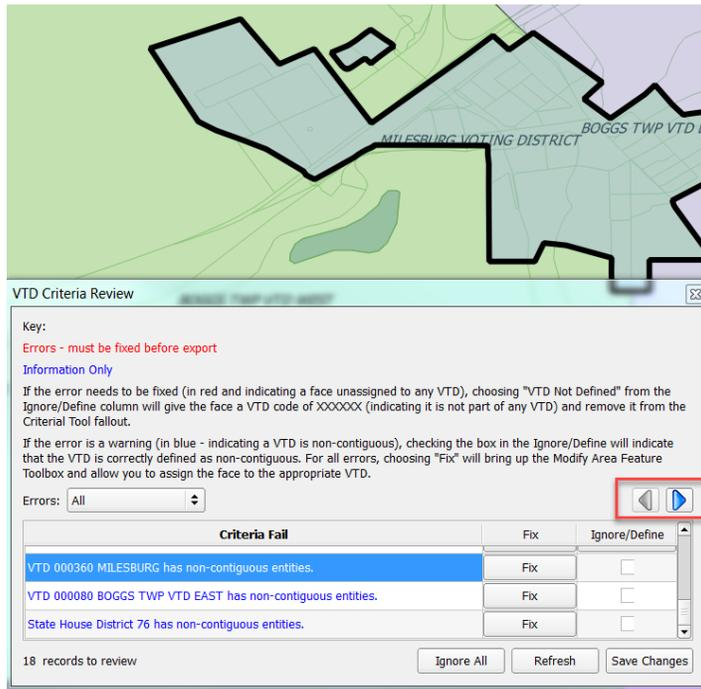 MILESBURG VOTING DISTRICT
BOGGS TWP VTD
VTD Criteria Review
BOGGS TWP VTD WEST
Key:
Errors - must be fixed before export
Information Only
If the error needs to be fixed (in red and indicating a face unassigned to any VTD), choosing "VTD Not Defined" from the
Ignore/Define column will give the face a VTD code of XXXXXX (indicating it is not part of any VTD) and remove it from the
Criterial Tool fallout.
If the error is a warning (in blue - indicating a VTD is non-contiguous), checking the box in the Ignore/Define will indicate
that the VTD is correctly defined as non-contiguous. For all errors, choosing "Fix" will bring up the Modify Area Feature
Toolbox and allow you to assign the face to the appropriate VTD.
Errors: All
Criteria Fail Fix Ignore/Define
VTD 000360 MILESBURG has non-contiguous entities. Fix
VTD 000080 BOGGS TWP VTD EAST has non-contiguous entities. Fix
State House District 76 has non-contiguous entities. Fix
18 records to review Ignore All Refresh Save Changes